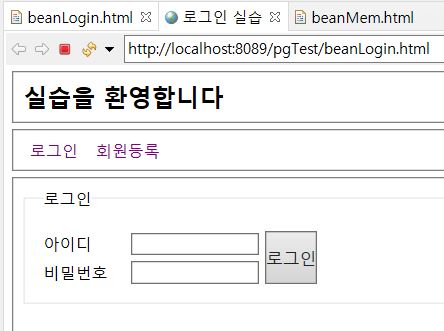 beanLogin.html 로그인 실습 beanMem.html
http://localhost:8089/pgTest/beanLogin.html
실습을 환영합니다
로그인 회원등록
로그인
아이디
비밀번호
로그인